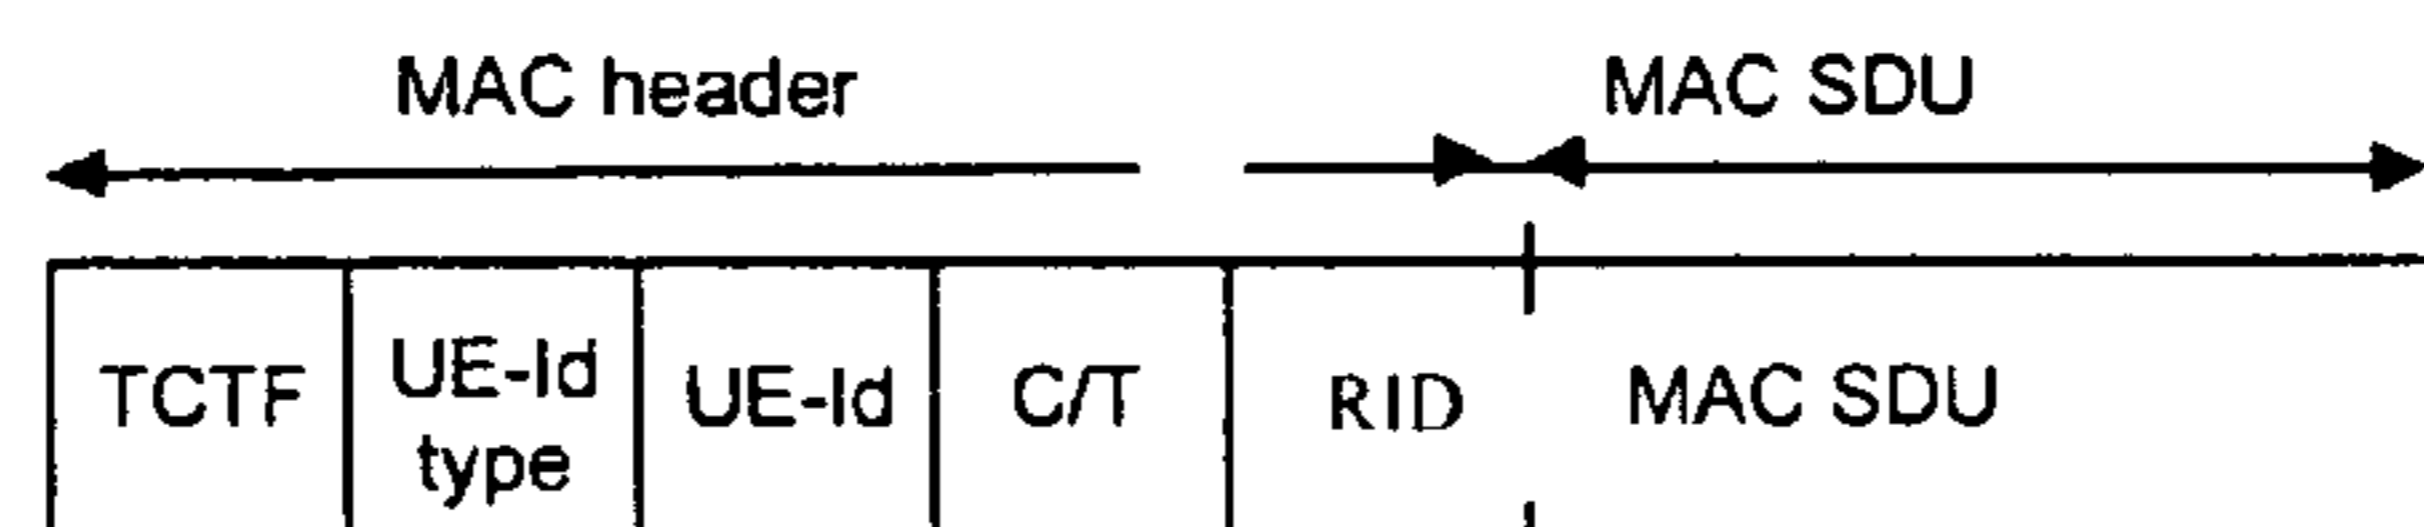 MAC header MAC SDU
TCTF UE-Id type UE-Id C/T RID MAC SDU